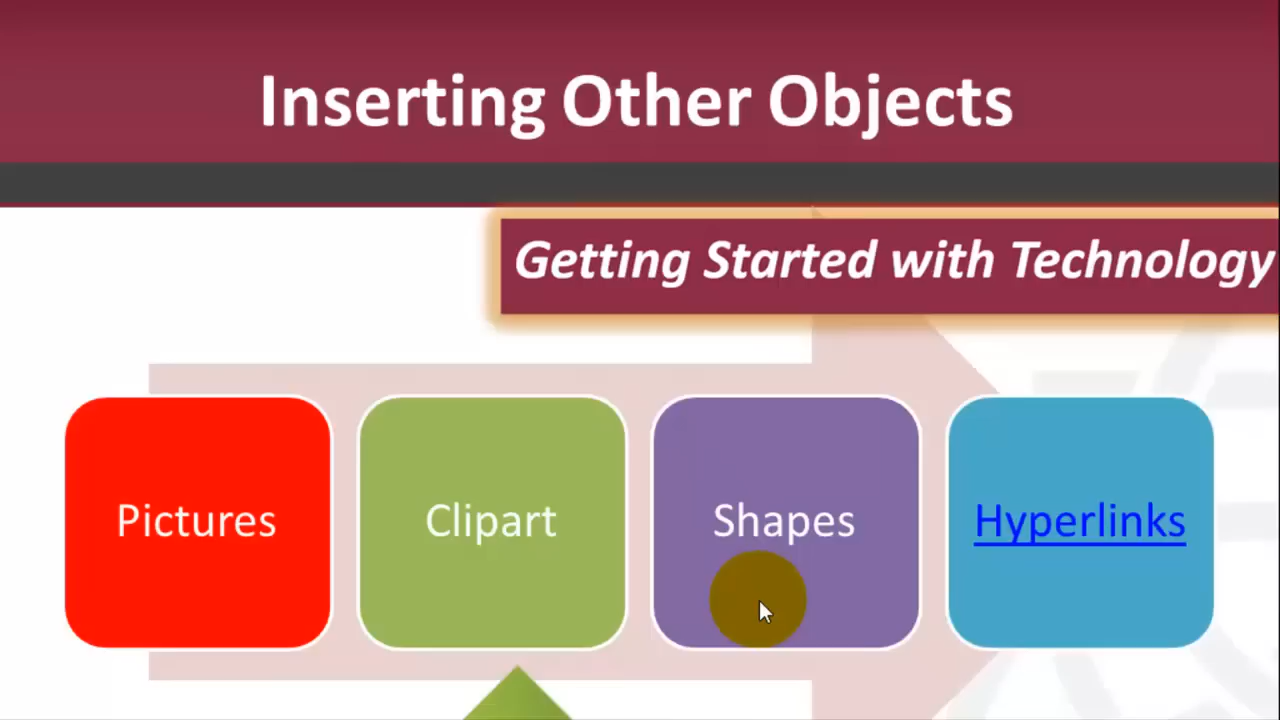 Inserting Other Objects
Getting Started with Technology
Pictures
Clipart
Shapes
Hyperlinks